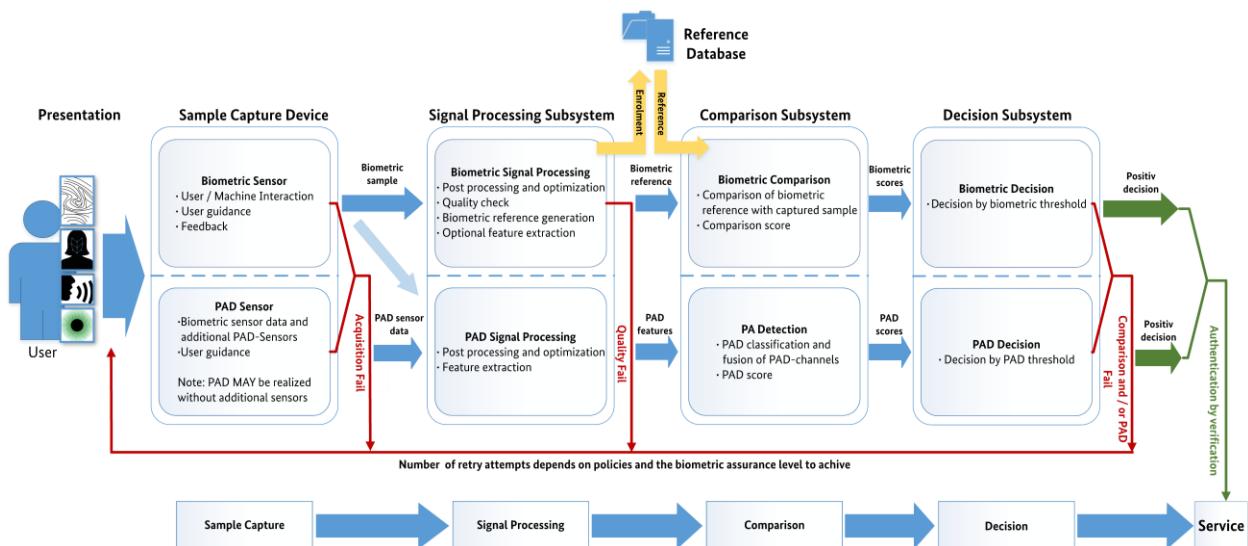 Reference
Database
Presentation
Sample Capture Device
Signal Processing Subsystem
Enrolment
Reference
Comparison Subsystem
Decision Subsystem
User
Biometric Sensor
· User / Machine Interaction
· User guidance
· Feedback
PAD Sensor
· Biometric sensor data and
additional PAD-Sensors
· User guidance
Note: PAD MAY be realized
without additional sensors
Acquisition Fail
Biometric
sample
PAD sensor
data
Biometric Signal Processing
· Post processing and optimization
· Quality check
· Biometric reference generation
· Optional feature extraction
PAD Signal Processing
· Post processing and optimization
· Feature extraction
Quality Fail
Biometric
reference
PAD
features
Biometric Comparison
· Comparison of biometric
reference with captured sample
· Comparison score
PA Detection
· PAD classification and
fusion of PAD-channels
· PAD score
Biometric
scores
PAD
scores
Biometric Decision
· Decision by biometric threshold
PAD Decision
· Decision by PAD threshold
Comparison and / or PAD
Fail
Positiv
decision
Positiv
decision
Authentication by verification
Number of retry attempts depends on policies and the biometric assurance level to achive
Sample Capture
Signal Processing
Comparison
Decision
Service